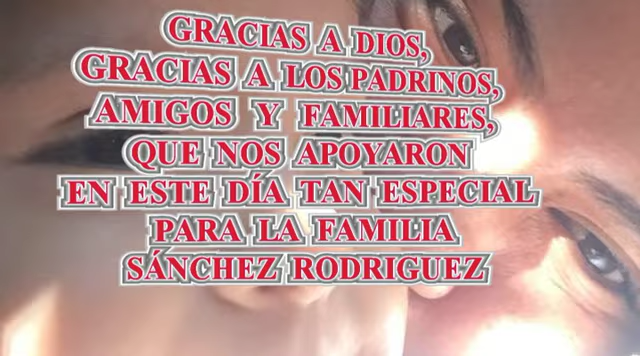 GRACIAS A DIOS,
GRACIAS A LOS PADRINOS,
AMIGOS Y FAMILIARES,
QUE NOS APOYARON
EN ESTE DÍA TAN ESPECIAL
PARA LA FAMILIA
SÁNCHEZ RODRIGUEZ